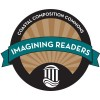 COASTAL COMPOSITION COMMONS
IMAGINING READERS